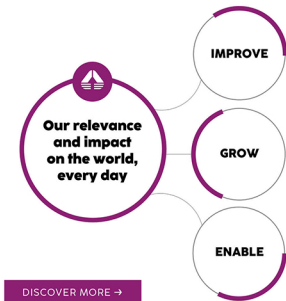 IMPROVE
Our relevance
and impact
on the world,
every day
GROW
ENABLE
DISCOVER MORE →